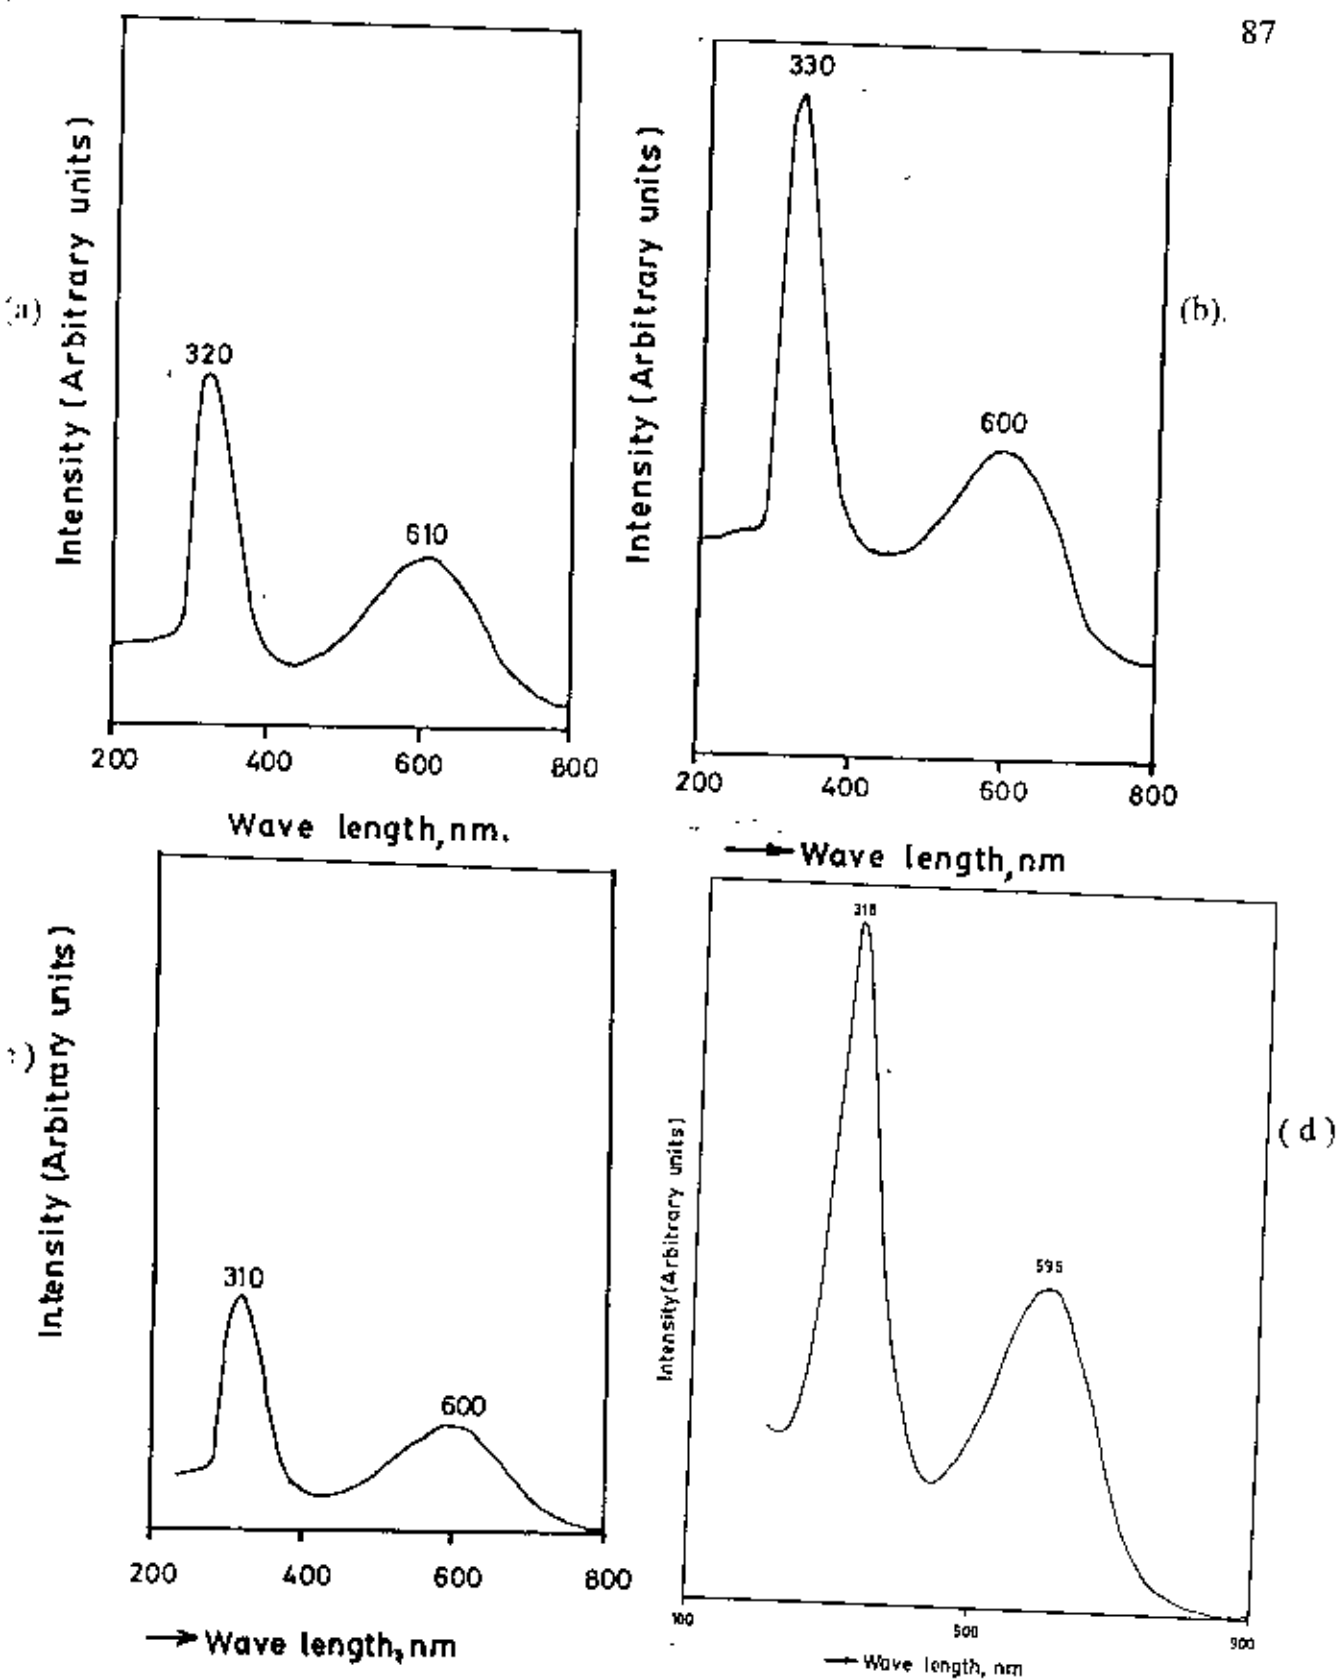 87
(a)
Intensity (Arbitrary units)
320
610
200 400 600 800
Wave length, nm.
(b).
Intensity (Arbitrary units)
330
600
200 400 600 800
Wave length, nm
Intensity (Arbitrary units)
310
600
200 400 600 800
Wave length, nm
(d)
Intensity (Arbitrary units)
318
595
100 500 900
Wave length, nm